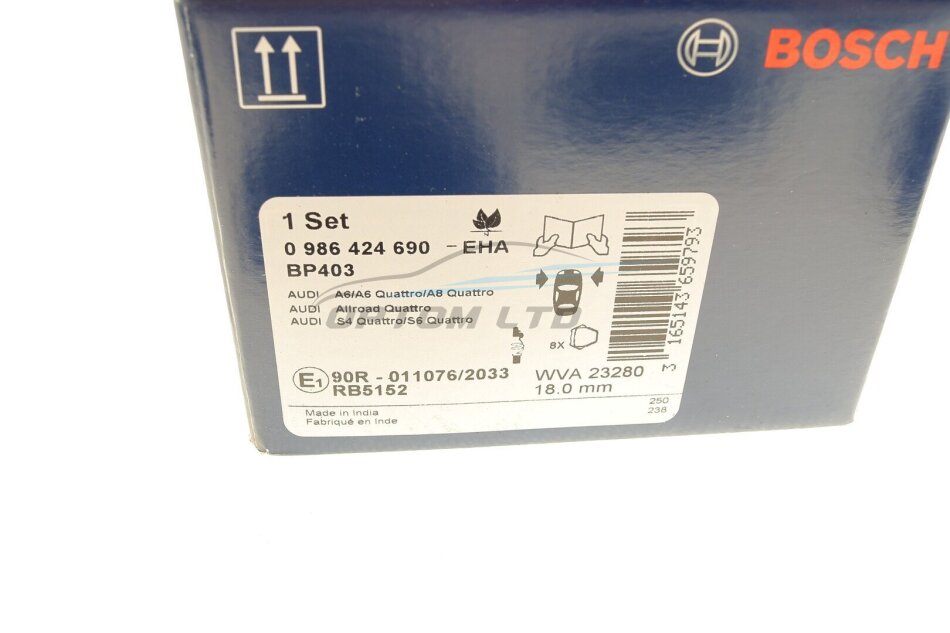 BOSCH
1 Set
0 986 424 690 - EHA
BP403
AUDI A6/A6 Quattro/A8 Quattro
AUDI Allroad Quattro
AUDI S4 Quattro/S6 Quattro
OPTOM LTD
8X
3 165143 659793
E1 90R - 011076/2033
RB5152
WVA 23280
18.0 mm
Made in India
Fabriqué en Inde
250
238